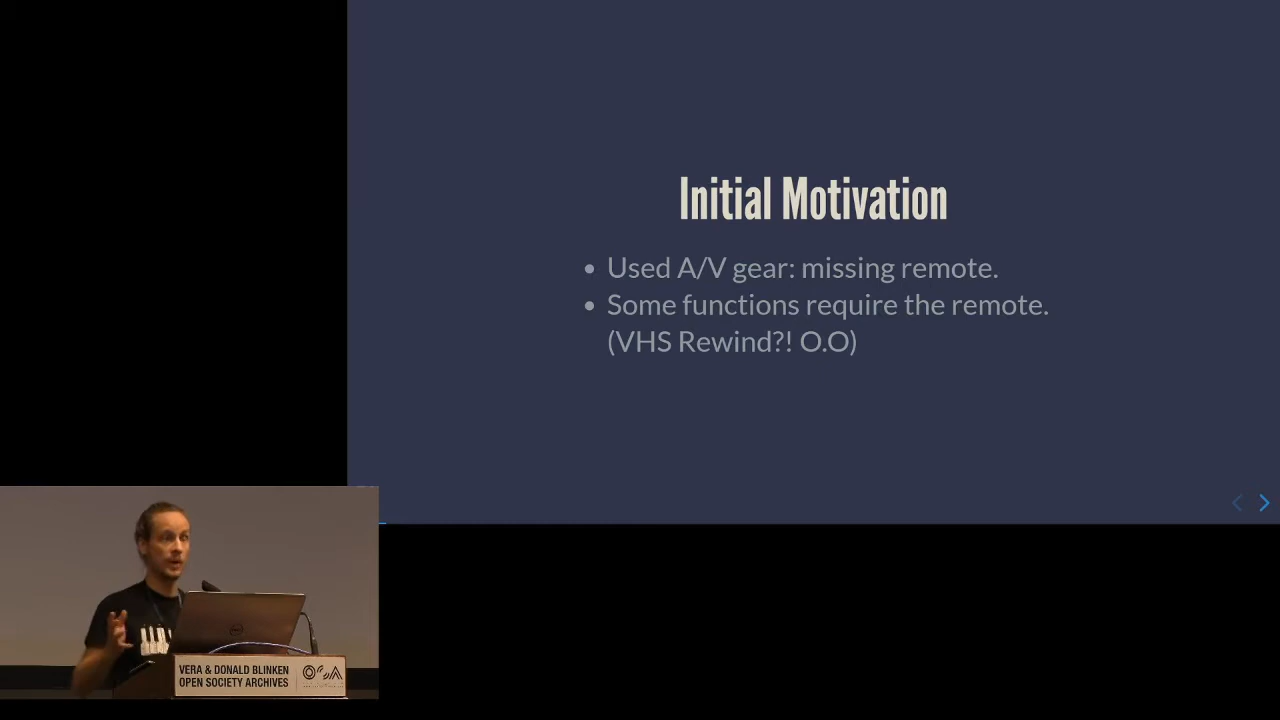 Initial Motivation
• Used A/V gear: missing remote.
• Some functions require the remote.
(VHS Rewind?! O.O)
VERA & DONALD BLINKEN
OPEN SOCIETY ARCHIVES